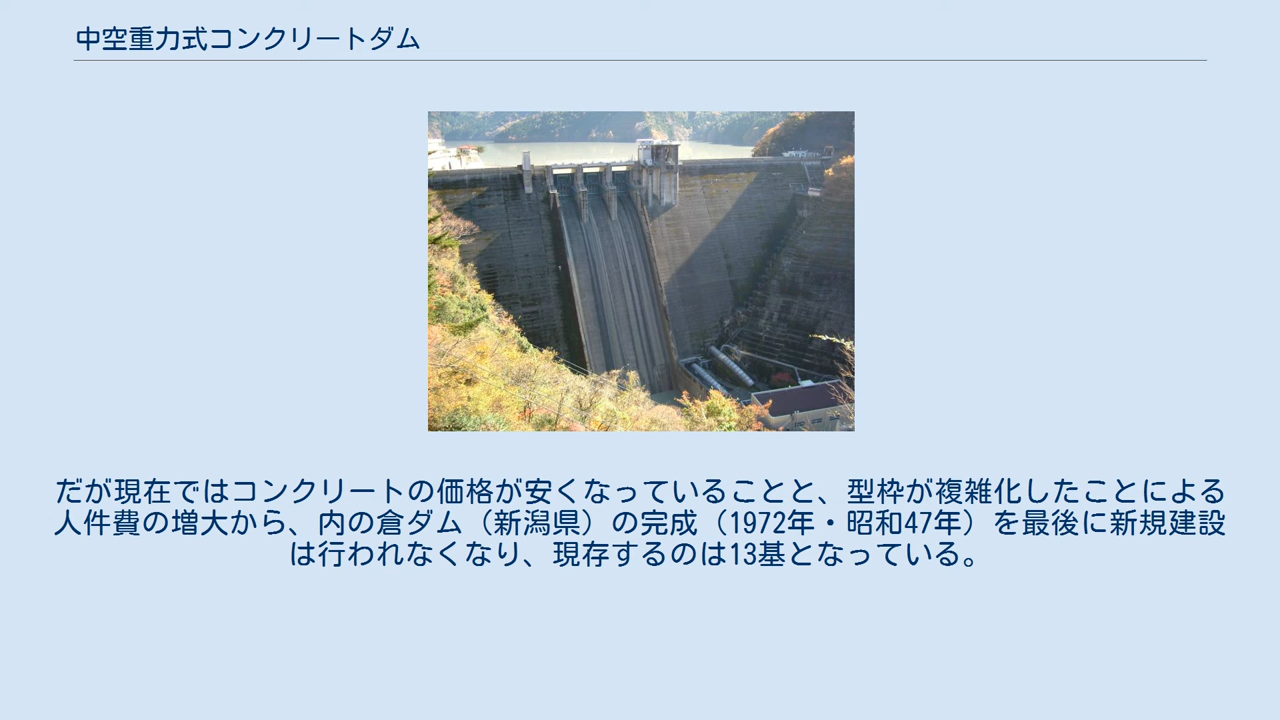 中空重力式コンクリートダム
だが現在ではコンクリートの価格が安くなっていることと、型枠が複雑化したことによる
人件費の増大から、内の倉ダム（新潟県）の完成（1972年・昭和47年）を最後に新規建設
は行われなくなり、現存するのは13基となっている。